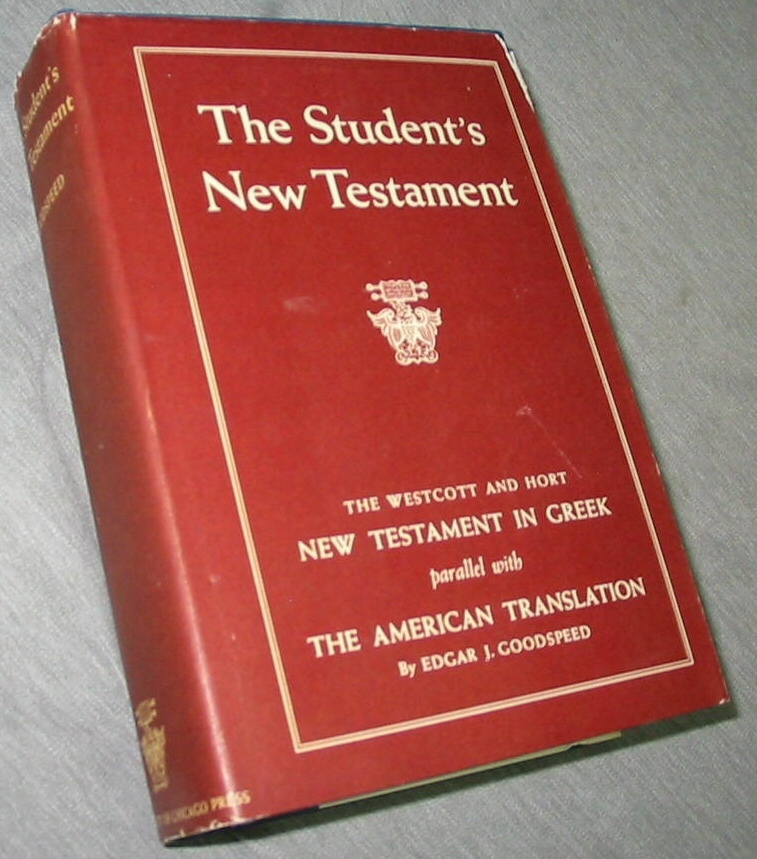 The Student's
New Testament
THE WESTCOTT AND HORT
NEW TESTAMENT IN GREEK
parallel with
THE AMERICAN TRANSLATION
By EDGAR J. GOODSPEED
Student's
Testament
OF CHICAGO PRESS